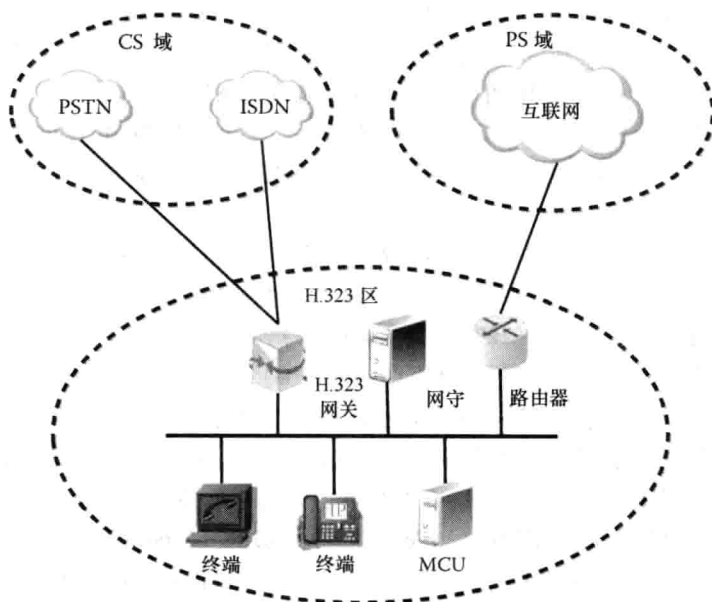 CS 域
PS 域
PSTN
ISDN
互联网
H.323 区
H.323
网关
网守
路由器
IP
终端
终端
MCU